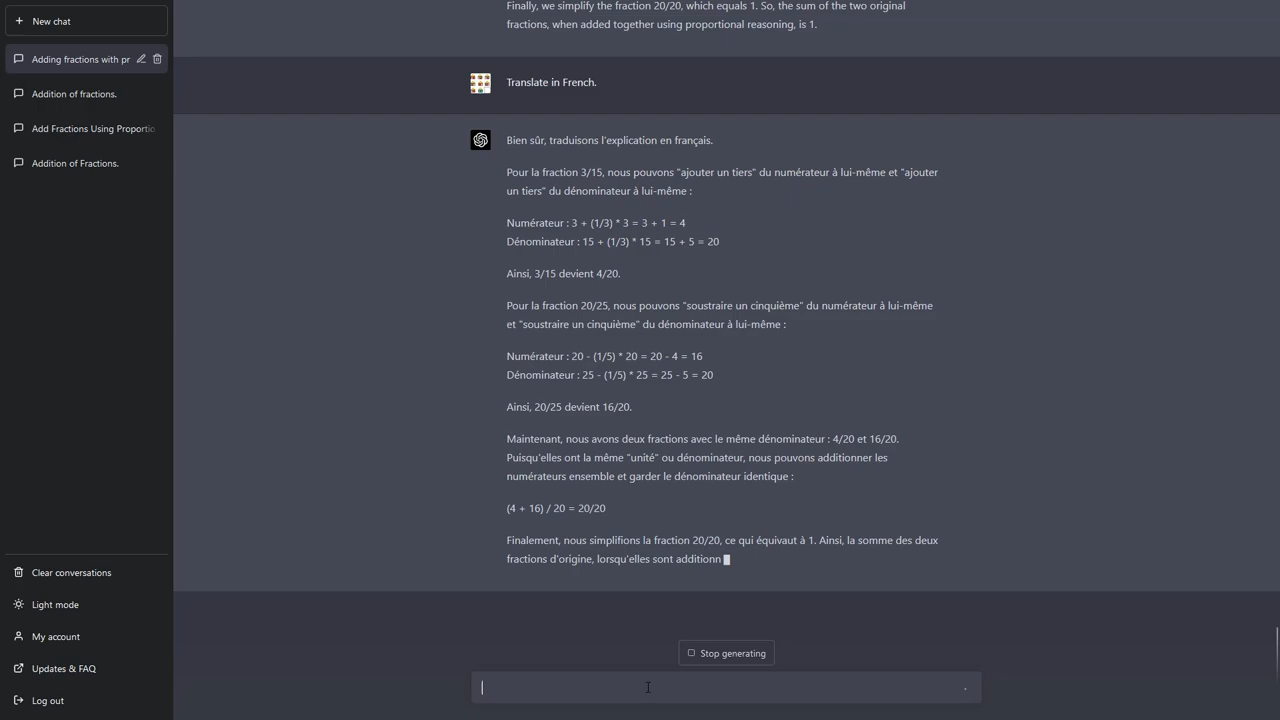 New chat
Adding fractions with pr
Addition of fractions.
Add Fractions Using Proportio
Addition of Fractions.
Clear conversations
Light mode
My account
Updates & FAQ
Log out
Finally, we simplify the fraction 20/20, which equals 1. So, the sum of the two original
fractions, when added together using proportional reasoning, is 1.
Translate in French.
Bien sûr, traduisons l'explication en français.
Pour la fraction 3/15, nous pouvons "ajouter un tiers" du numérateur à lui-même et "ajouter
un tiers" du dénominateur à lui-même :
Numérateur : 3 + (1/3) * 3 = 3 + 1 = 4
Dénominateur : 15 + (1/3) * 15 = 15 + 5 = 20
Ainsi, 3/15 devient 4/20.
Pour la fraction 20/25, nous pouvons "soustraire un cinquième" du numérateur à lui-même
et "soustraire un cinquième" du dénominateur à lui-même :
Numérateur : 20 - (1/5) * 20 = 20 - 4 = 16
Dénominateur : 25 - (1/5) * 25 = 25 - 5 = 20
Ainsi, 20/25 devient 16/20.
Maintenant, nous avons deux fractions avec le même dénominateur : 4/20 et 16/20.
Puisqu'elles ont la même "unité" ou dénominateur, nous pouvons additionner les
numérateurs ensemble et garder le dénominateur identique :
(4 + 16) / 20 = 20/20
Finalement, nous simplifions la fraction 20/20, ce qui équivaut à 1. Ainsi, la somme des deux
fractions d'origine, lorsqu'elles sont additionn
Stop generating